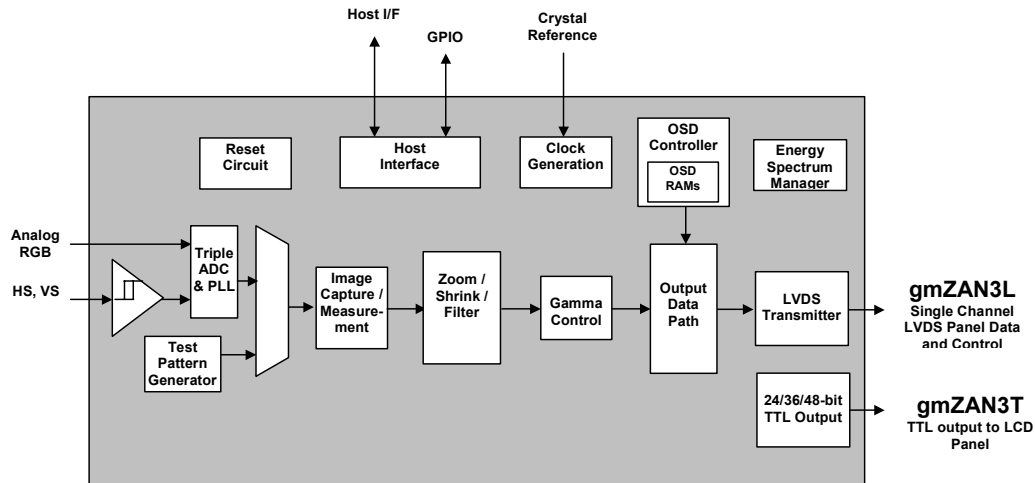 Host I/F
GPIO
Crystal
Reference
Reset
Circuit
Host
Interface
Clock
Generation
OSD
Controller
OSD
RAMs
Energy
Spectrum
Manager
Analog
RGB
HS, VS
Triple
ADC
& PLL
Test
Pattern
Generator
Image
Capture /
Measure-
ment
Zoom /
Shrink /
Filter
Gamma
Control
Output
Data
Path
LVDS
Transmitter
gmZAN3L
Single Channel
LVDS Panel Data
and Control
24/36/48-bit
TTL Output
gmZAN3T
TTL output to LCD
Panel